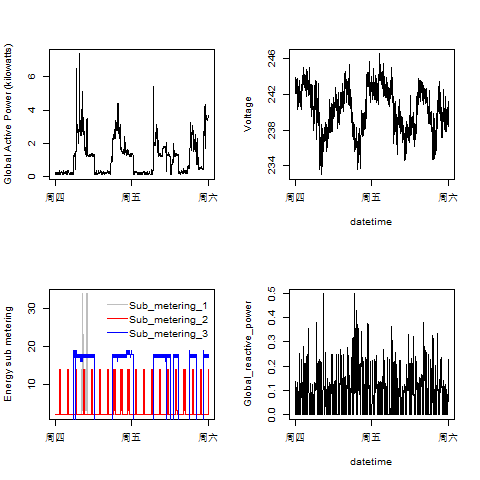 Global Active Power (kilowatts)
0 2 4 6
周四 周五 周六
Voltage
234 238 242 246
周四 周五 周六
datetime
Energy sub metering
10 20 30
Sub_metering_1
Sub_metering_2
Sub_metering_3
周四 周五 周六
Global_reactive_power
0.0 0.1 0.2 0.3 0.4 0.5
周四 周五 周六
datetime